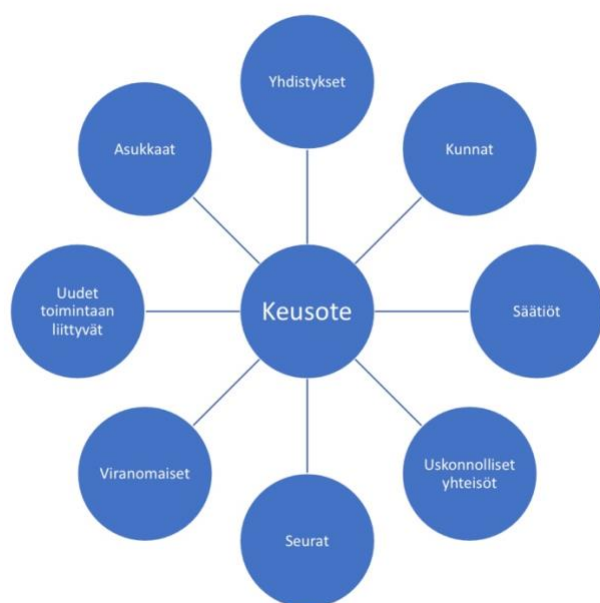 Yhdistykset
Asukkaat
Kunnat
Uudet
toimintaan
liittyvät
Keusote
Säätiöt
Viranomaiset
Uskonnolliset
yhteisöt
Seurat